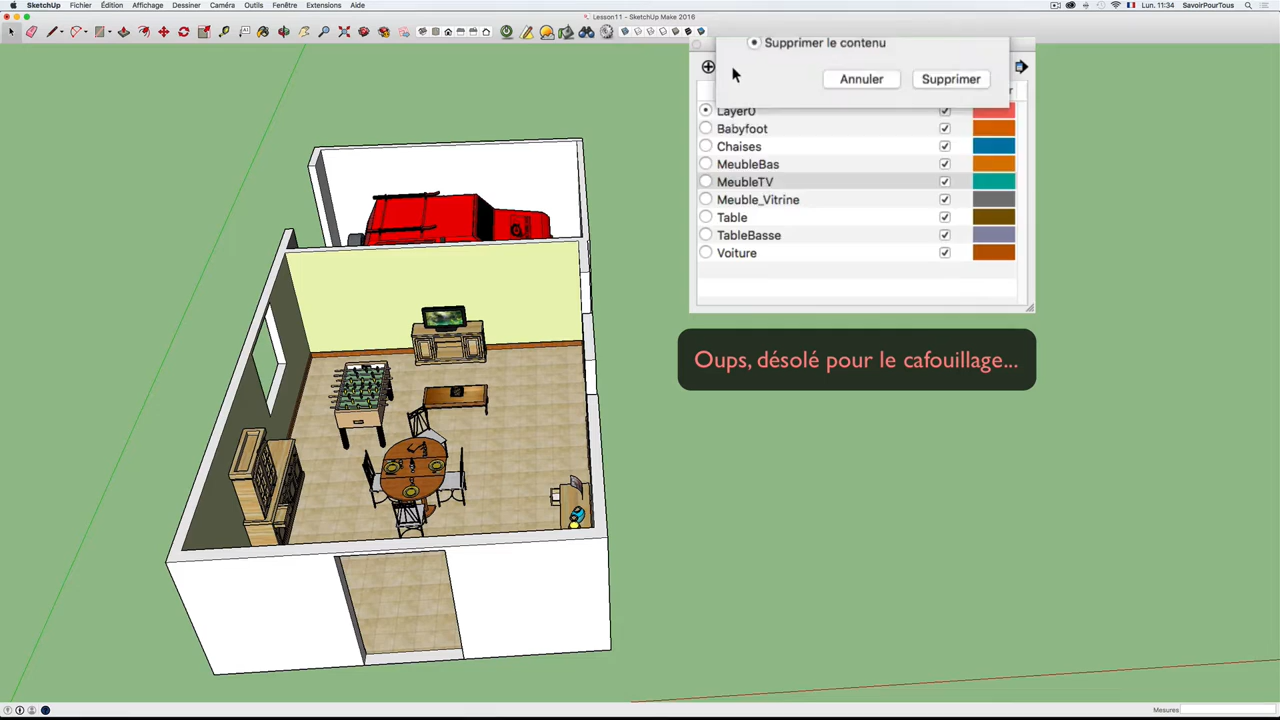 SketchUp Fichier Édition Affichage Dessiner Caméra Outils Fenêtre Extensions Aide
Lun. 11:34 SavoirPourTous
Lesson11 - SketchUp Make 2016
Supprimer le contenu
Annuler Supprimer
Layer0
Babyfoot
Chaises
MeubleBas
MeubleTV
Meuble_Vitrine
Table
TableBasse
Voiture
Oups, désolé pour le cafouillage...
Mesures